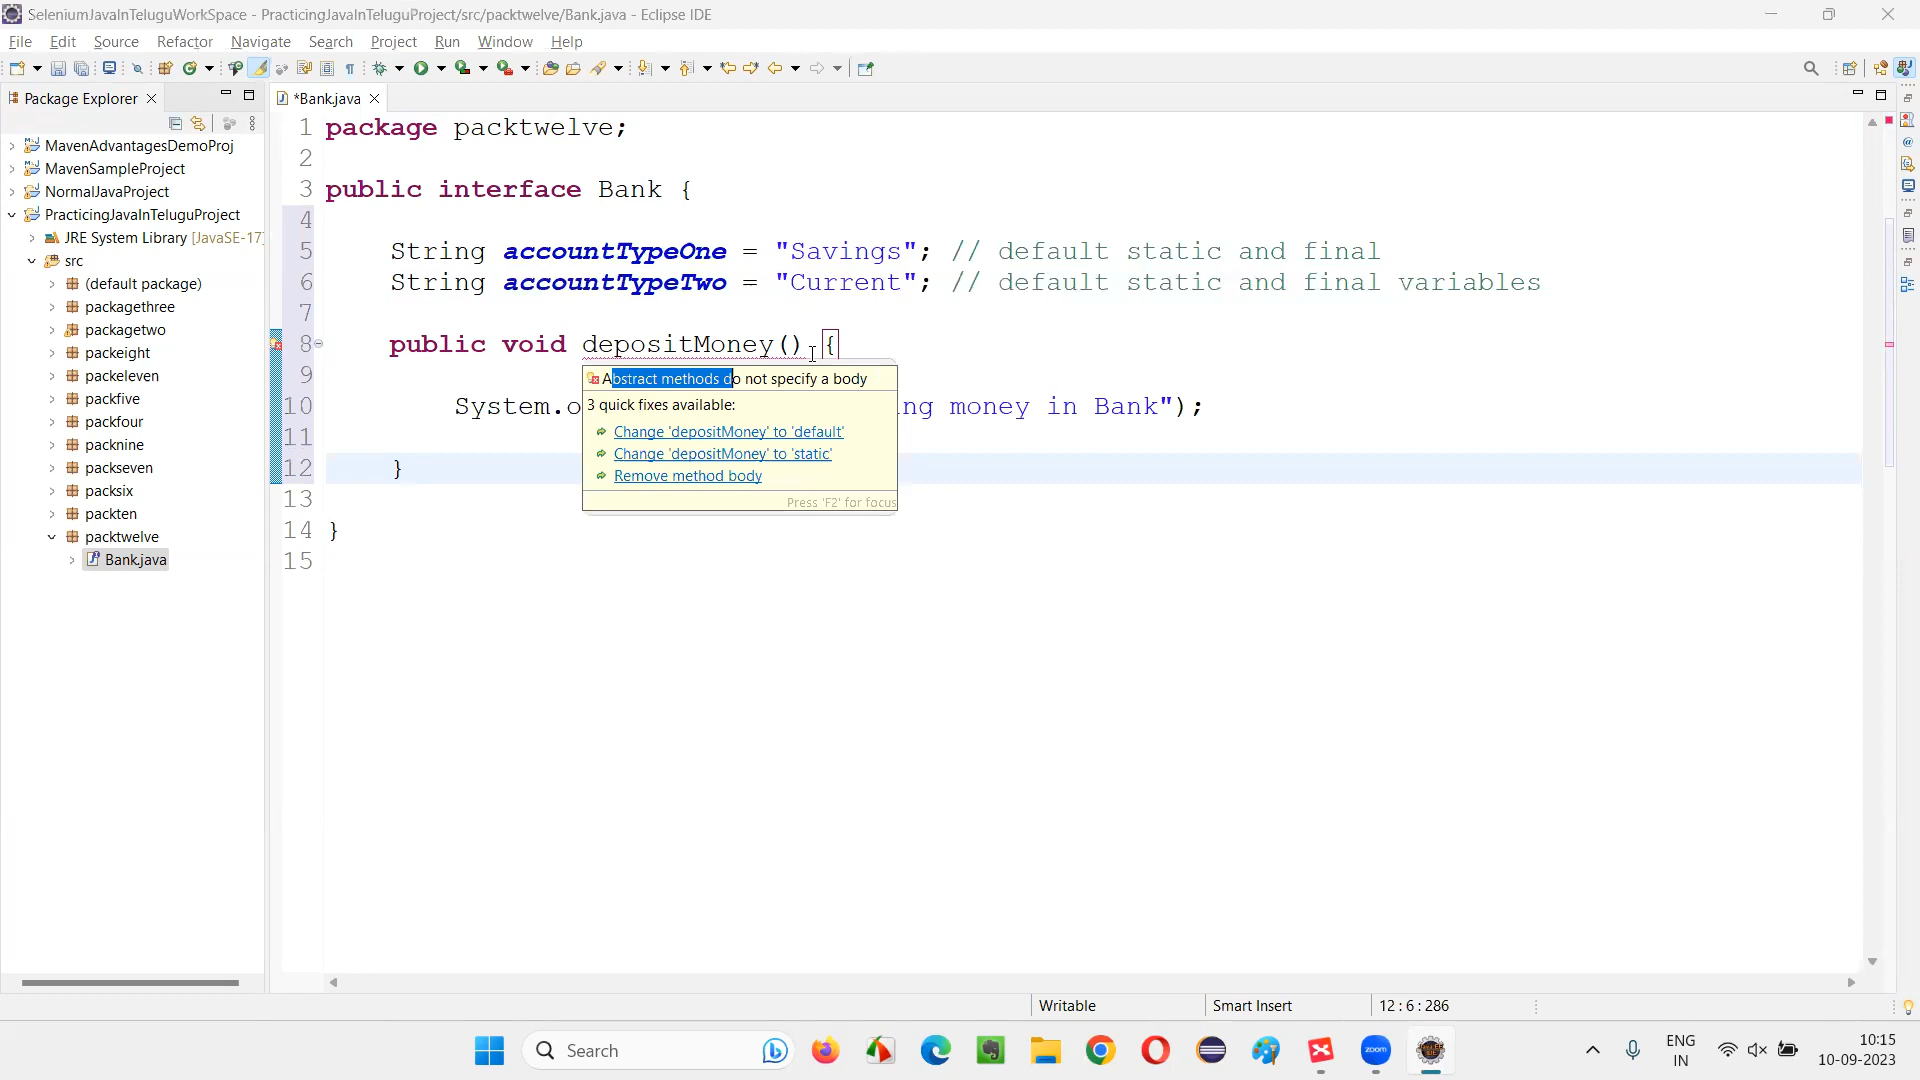 SeleniumJavaInTeluguWorkSpace - PracticingJavaInTeluguProject/src/packtwelve/Bank.java - Eclipse IDE
File Edit Source Refactor Navigate Search Project Run Window Help
Package Explorer
*Bank.java
MavenAdvantagesDemoProj
MavenSampleProject
NormalJavaProject
PracticingJavaInTeluguProject
JRE System Library [JavaSE-17]
src
(default package)
packagethree
packagetwo
packeight
packeleven
packfive
packfour
packnine
packseven
packsix
packten
packtwelve
Bank.java
1 package packtwelve;
2
3 public interface Bank {
4
5 String accountTypeOne = "Savings"; // default static and final
6 String accountTypeTwo = "Current"; // default static and final variables
7
8 public void depositMoney() {
9
10 System.o ng money in Bank");
11
12 }
13
14 }
15
Abstract methods do not specify a body
3 quick fixes available:
Change 'depositMoney' to 'default'
Change 'depositMoney' to 'static'
Remove method body
Press 'F2' for focus
Writable Smart Insert 12 : 6 : 286
Search
zoom
ENG
IN
10:15
10-09-2023